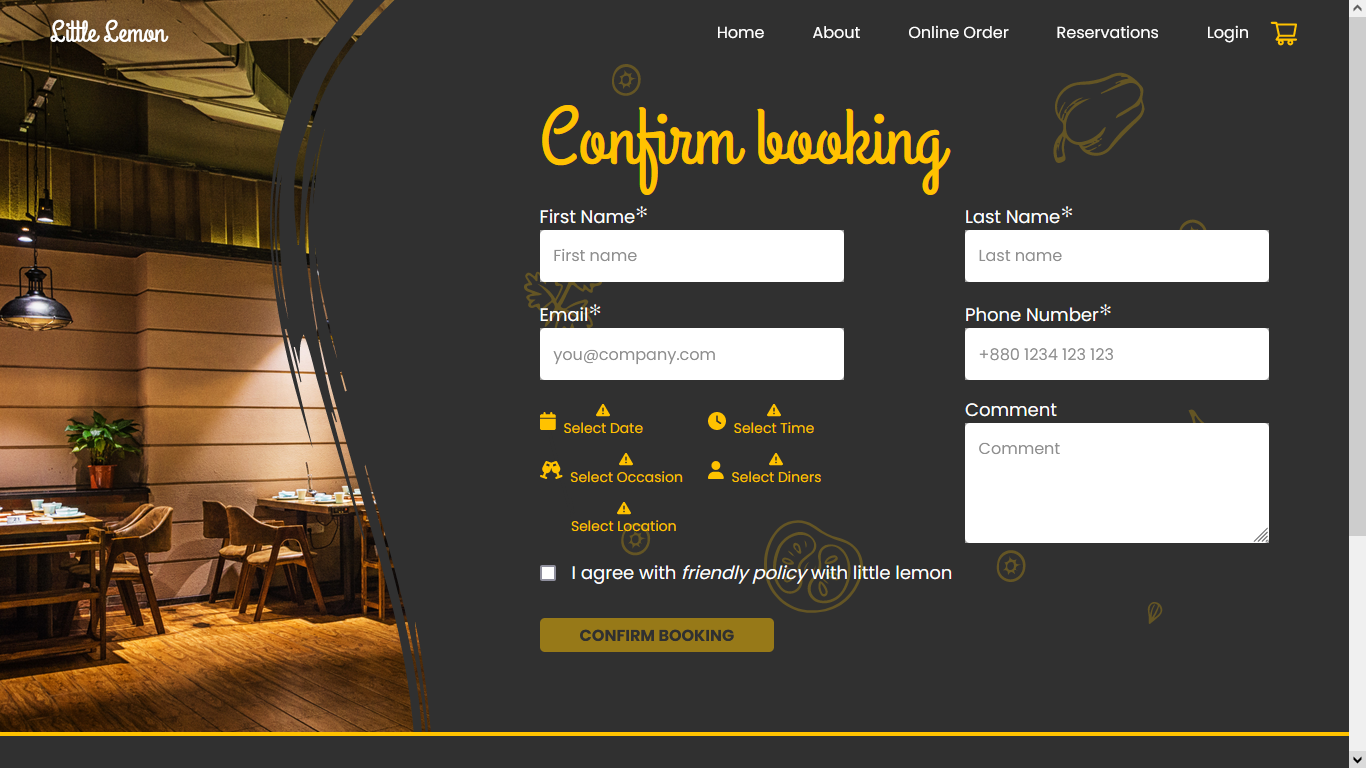 Little Lemon
Home About Online Order Reservations Login
Confirm booking
First Name* Last Name*
First name Last name
Email* Phone Number*
you@company.com +880 1234 123 123
Select Date Select Time
Select Occasion Select Diners
Select Location
Comment
Comment
I agree with friendly policy with little lemon
CONFIRM BOOKING